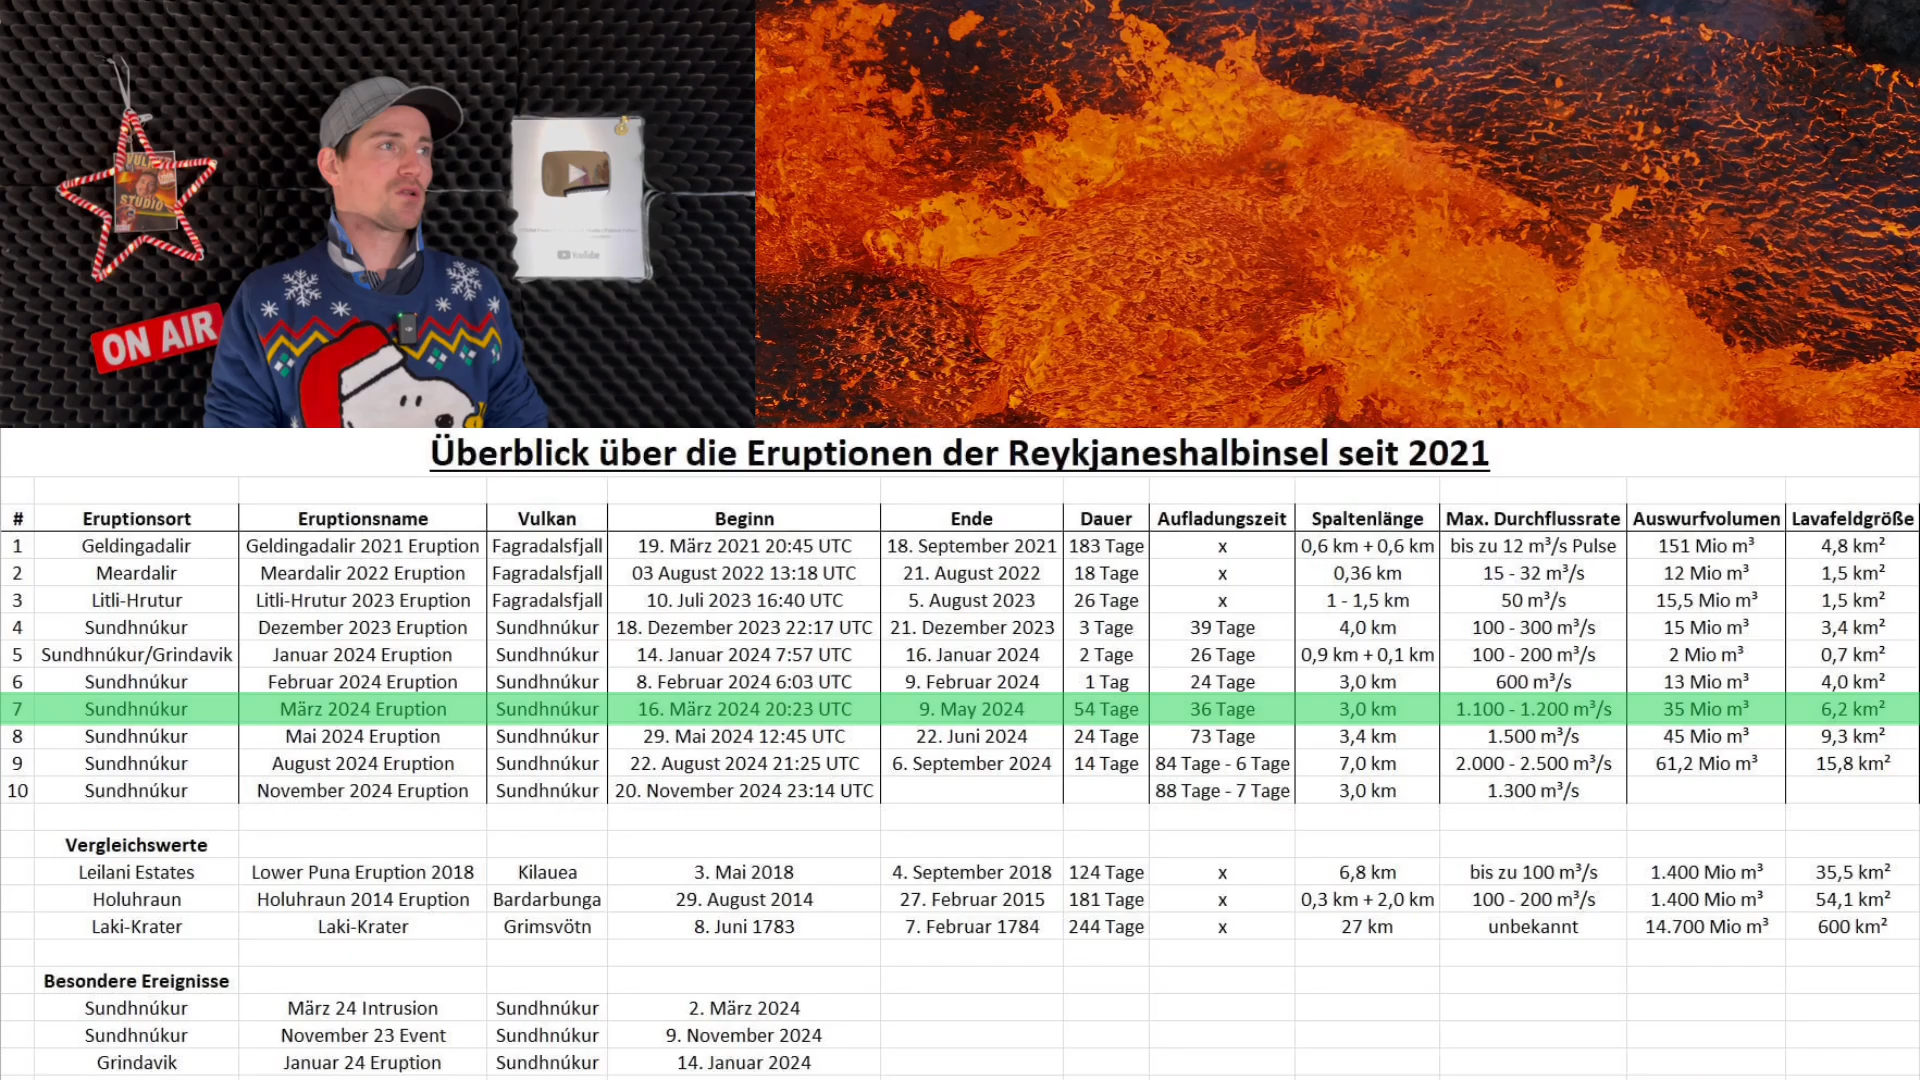 VULK
STUDIO
ON AIR
YouTube
Überblick über die Eruptionen der Reykjaneshalbinsel seit 2021
# Eruptionsort Eruptionsname Vulkan Beginn Ende Dauer Aufladungszeit Spaltenlänge Max. Durchflussrate Auswurfvolumen Lavafeldgröße
1 Geldingadalir Geldingadalir 2021 Eruption Fagradalsfjall 19. März 2021 20:45 UTC 18. September 2021 183 Tage x 0,6 km + 0,6 km bis zu 12 m³/s Pulse 151 Mio m³ 4,8 km²
2 Meardalir Meardalir 2022 Eruption Fagradalsfjall 03 August 2022 13:18 UTC 21. August 2022 18 Tage x 0,36 km 15 - 32 m³/s 12 Mio m³ 1,5 km²
3 Litli-Hrutur Litli-Hrutur 2023 Eruption Fagradalsfjall 10. Juli 2023 16:40 UTC 5. August 2023 26 Tage x 1 - 1,5 km 50 m³/s 15,5 Mio m³ 1,5 km²
4 Sundhnúkur Dezember 2023 Eruption Sundhnúkur 18. Dezember 2023 22:17 UTC 21. Dezember 2023 3 Tage 39 Tage 4,0 km 100 - 300 m³/s 15 Mio m³ 3,4 km²
5 Sundhnúkur/Grindavik Januar 2024 Eruption Sundhnúkur 14. Januar 2024 7:57 UTC 16. Januar 2024 2 Tage 26 Tage 0,9 km + 0,1 km 100 - 200 m³/s 2 Mio m³ 0,7 km²
6 Sundhnúkur Februar 2024 Eruption Sundhnúkur 8. Februar 2024 6:03 UTC 9. Februar 2024 1 Tag 24 Tage 3,0 km 600 m³/s 13 Mio m³ 4,0 km²
7 Sundhnúkur März 2024 Eruption Sundhnúkur 16. März 2024 20:23 UTC 9. May 2024 54 Tage 36 Tage 3,0 km 1.100 - 1.200 m³/s 35 Mio m³ 6,2 km²
8 Sundhnúkur Mai 2024 Eruption Sundhnúkur 29. Mai 2024 12:45 UTC 22. Juni 2024 24 Tage 73 Tage 3,4 km 1.500 m³/s 45 Mio m³ 9,3 km²
9 Sundhnúkur August 2024 Eruption Sundhnúkur 22. August 2024 21:25 UTC 6. September 2024 14 Tage 84 Tage - 6 Tage 7,0 km 2.000 - 2.500 m³/s 61,2 Mio m³ 15,8 km²
10 Sundhnúkur November 2024 Eruption Sundhnúkur 20. November 2024 23:14 UTC 88 Tage - 7 Tage 3,0 km 1.300 m³/s
Vergleichswerte
Leilani Estates Lower Puna Eruption 2018 Kilauea 3. Mai 2018 4. September 2018 124 Tage x 6,8 km bis zu 100 m³/s 1.400 Mio m³ 35,5 km²
Holuhraun Holuhraun 2014 Eruption Bardarbunga 29. August 2014 27. Februar 2015 181 Tage x 0,3 km + 2,0 km 100 - 200 m³/s 1.400 Mio m³ 54,1 km²
Laki-Krater Laki-Krater Grimsvötn 8. Juni 1783 7. Februar 1784 244 Tage x 27 km unbekannt 14.700 Mio m³ 600 km²
Besondere Ereignisse
Sundhnúkur März 24 Intrusion Sundhnúkur 2. März 2024
Sundhnúkur November 23 Event Sundhnúkur 9. November 2024
Grindavik Januar 24 Eruption Sundhnúkur 14. Januar 2024